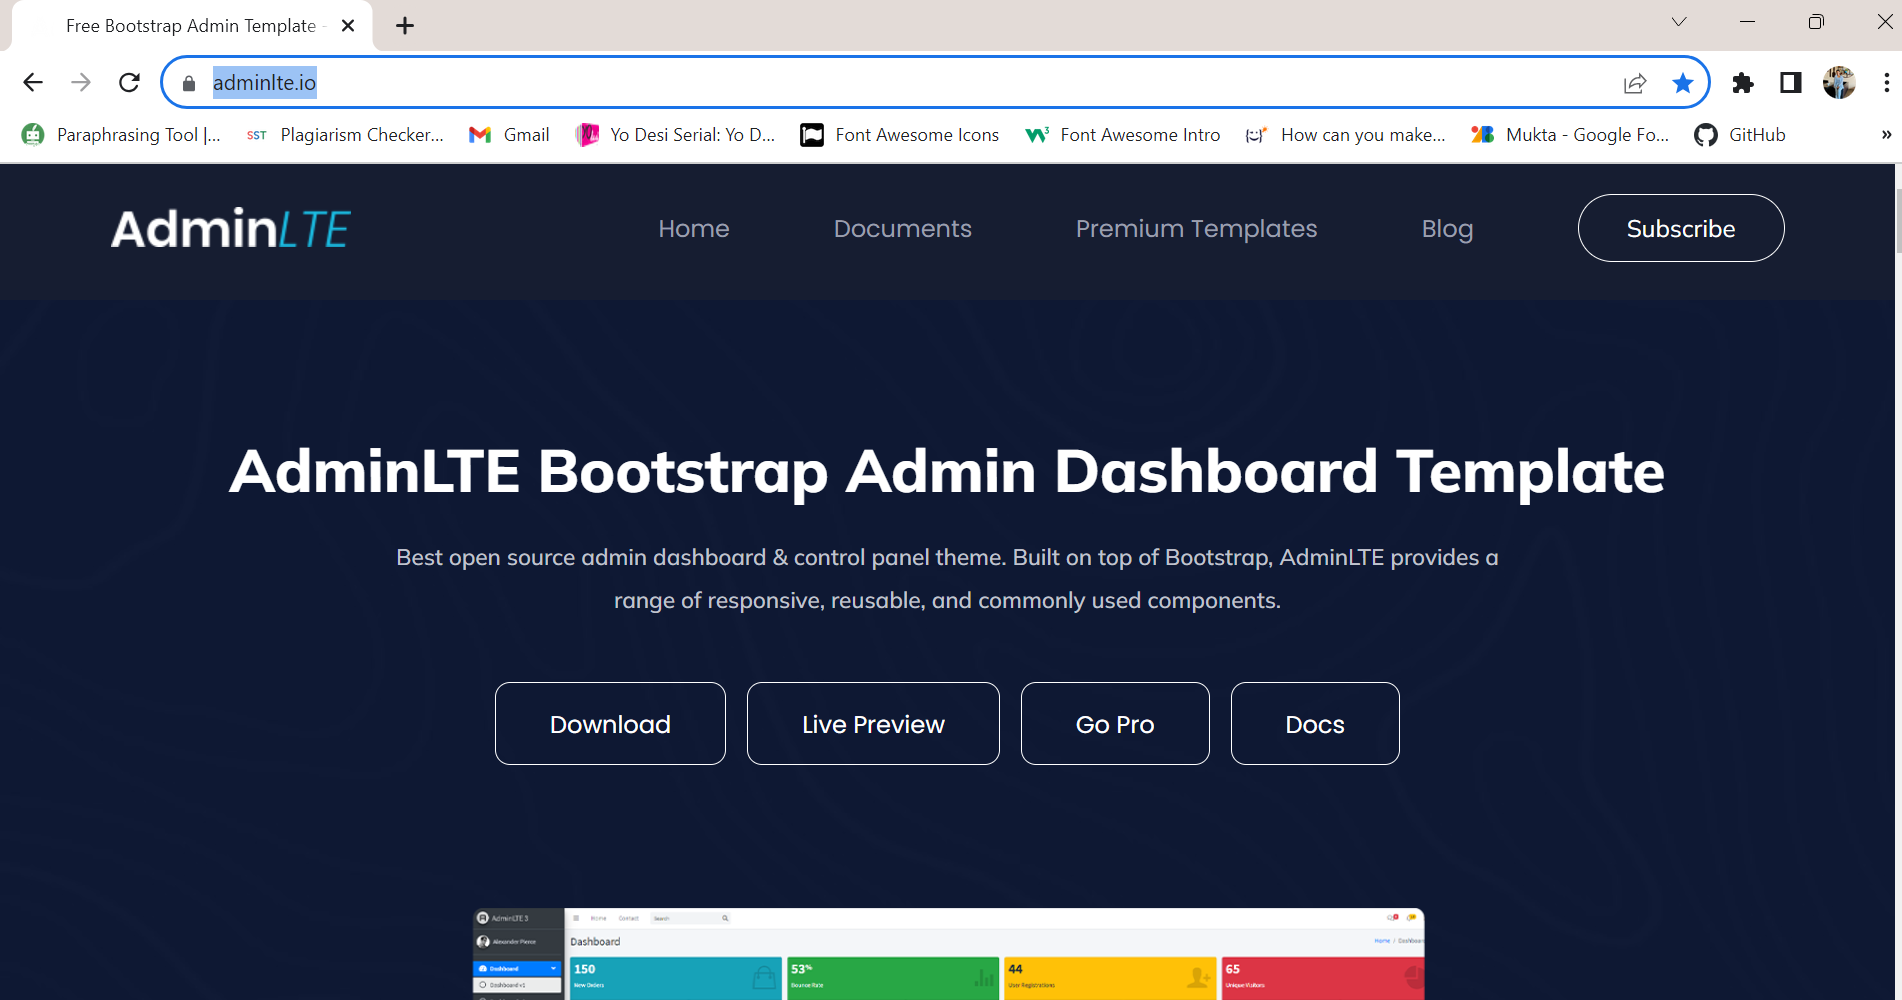 Free Bootstrap Admin Template -
adminlte.io
Paraphrasing Tool |... SST Plagiarism Checker... Gmail Yo Desi Serial: Yo D... Font Awesome Icons Font Awesome Intro How can you make... Mukta - Google Fo... GitHub »
AdminLTE Home Documents Premium Templates Blog Subscribe
AdminLTE Bootstrap Admin Dashboard Template
Best open source admin dashboard & control panel theme. Built on top of Bootstrap, AdminLTE provides a
range of responsive, reusable, and commonly used components.
Download Live Preview Go Pro Docs
AdminLTE 3 Home Contact Search
Alexander Pierce Dashboard Home / Dashboard
Dashboard 150 53% 44 65
Dashboard v1 New Orders Bounce Rate User Registrations Unique Visitors